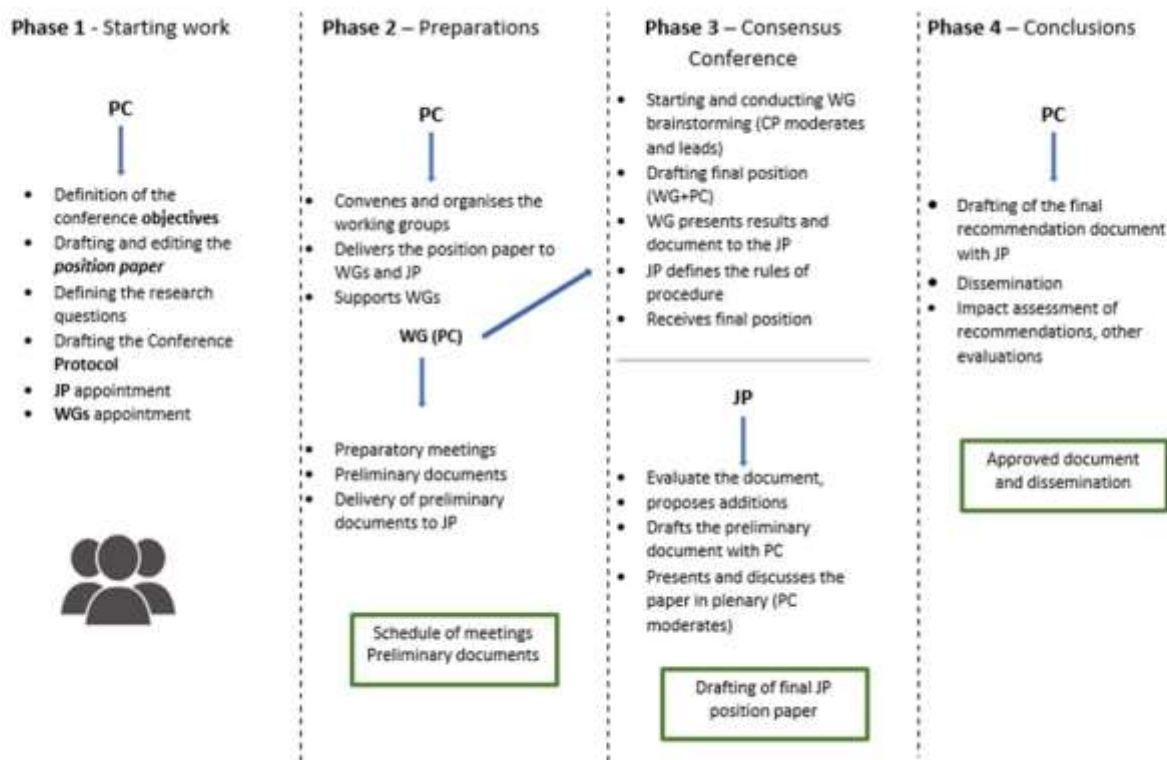 Phase 1 - Starting work
PC
• Definition of the
conference objectives
• Drafting and editing the
position paper
• Defining the research
questions
• Drafting the Conference
Protocol
• JP appointment
• WGs appointment
Phase 2 – Preparations
PC
• Convenes and organises the
working groups
• Delivers the position paper to
WGs and JP
• Supports WGs
WG (PC)
• Preparatory meetings
• Preliminary documents
• Delivery of preliminary
documents to JP
Schedule of meetings
Preliminary documents
Phase 3 – Consensus
Conference
• Starting and conducting WG
brainstorming (CP moderates
and leads)
• Drafting final position
(WG+PC)
• WG presents results and
document to the JP
• JP defines the rules of
procedure
• Receives final position
JP
• Evaluate the document,
• proposes additions
• Drafts the preliminary
document with PC
• Presents and discusses the
paper in plenary (PC
moderates)
Drafting of final JP
position paper
Phase 4 – Conclusions
PC
• Drafting of the final
recommendation document
with JP
• Dissemination
• Impact assessment of
recommendations, other
evaluations
Approved document
and dissemination